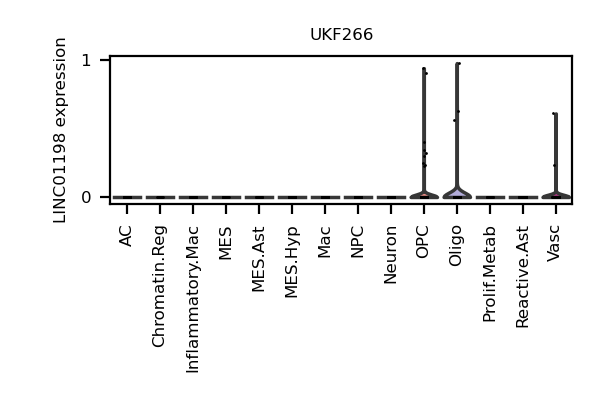 UKF266
LINC01198 expression
1
0
AC
Chromatin.Reg
Inflammatory.Mac
MES
MES.Ast
MES.Hyp
Mac
NPC
Neuron
OPC
Oligo
Prolif.Metab
Reactive.Ast
Vasc